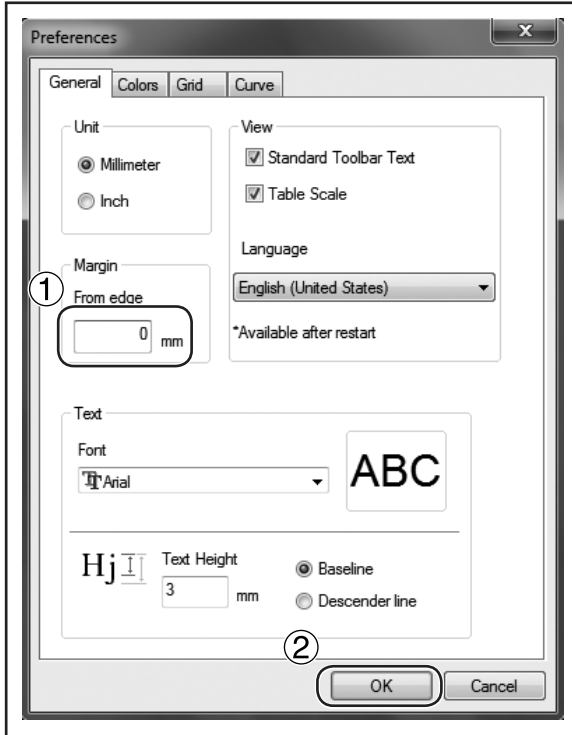 Preferences
x
General Colors Grid Curve
Unit
Millimeter
Inch
View
Standard Toolbar Text
Table Scale
Language
English (United States)
*Available after restart
1
Margin
From edge
0 mm
Text
Font
Arial
ABC
Hj
Text Height
3 mm
Baseline
Descender line
2
OK Cancel